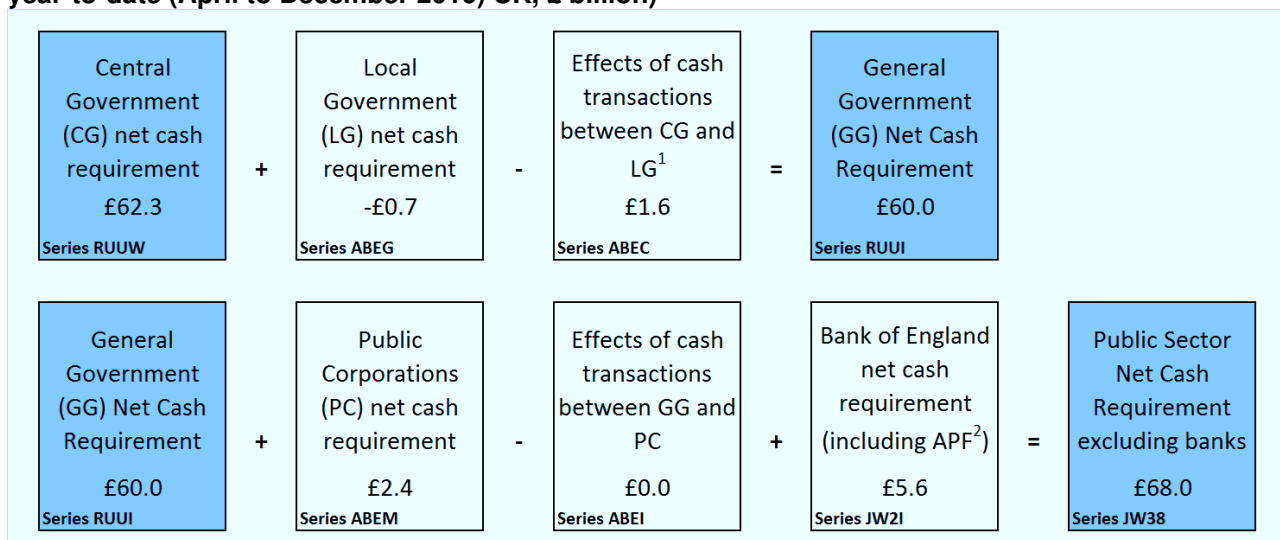 year-to-date (April to December 2015) UK, £ billion)
Central
Government
(CG) net cash
requirement
£62.3
Series RUUW
+
Local
Government
(LG) net cash
requirement
-£0.7
Series ABEG
-
Effects of cash
transactions
between CG and
LG1
£1.6
Series ABEC
=
General
Government
(GG) Net Cash
Requirement
£60.0
Series RUUI
General
Government
(GG) Net Cash
Requirement
£60.0
Series RUUI
+
Public
Corporations
(PC) net cash
requirement
£2.4
Series ABEM
-
Effects of cash
transactions
between GG and
PC
£0.0
Series ABEI
+
Bank of England
net cash
requirement
(including APF2)
£5.6
Series JW2I
=
Public Sector
Net Cash
Requirement
excluding banks
£68.0
Series JW38